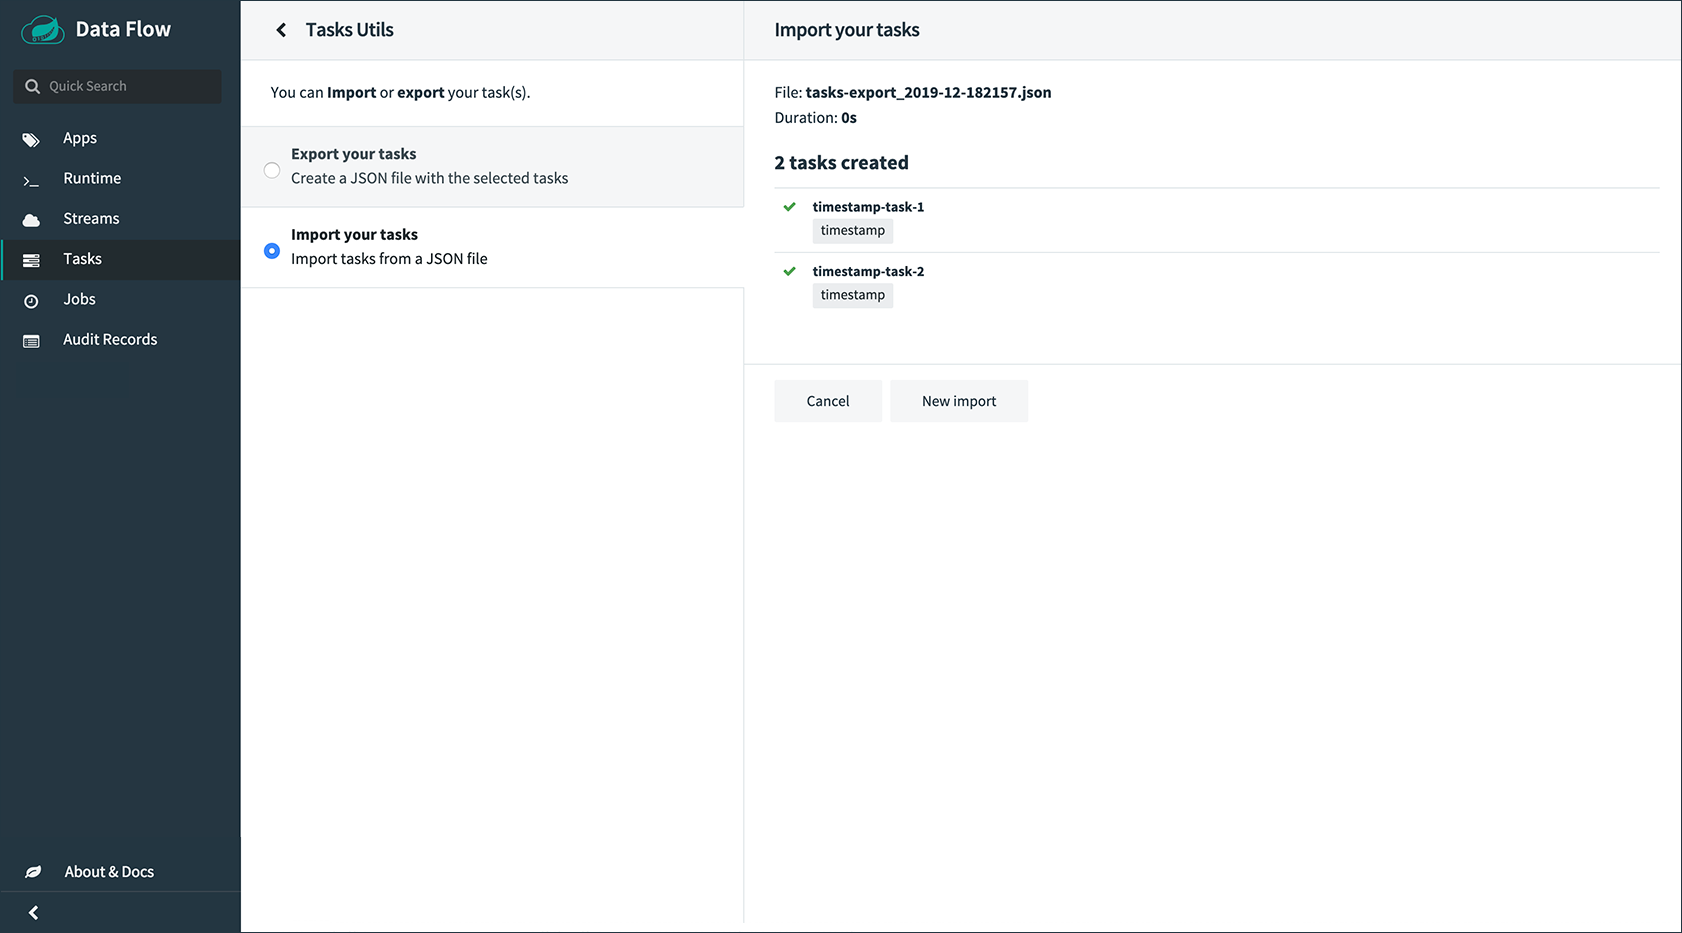 Data Flow
Quick Search
Apps
Runtime
Streams
Tasks
Jobs
Audit Records
About & Docs
Tasks Utils
You can Import or export your task(s).
Export your tasks
Create a JSON file with the selected tasks
Import your tasks
Import tasks from a JSON file
Import your tasks
File: tasks-export_2019-12-182157.json
Duration: 0s
2 tasks created
timestamp-task-1
timestamp
timestamp-task-2
timestamp
Cancel
New import